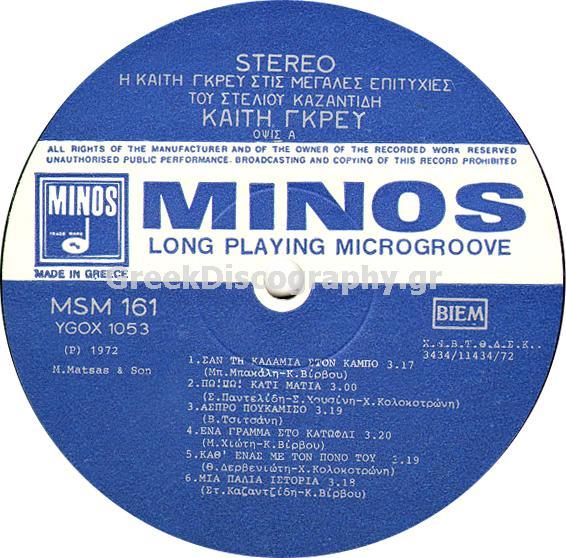 STEREO
Η ΚΑΙΤΗ ΓΚΡΕΥ ΣΤΙΣ ΜΕΓΑΛΕΣ ΕΠΙΤΥΧΙΕΣ
ΤΟΥ ΣΤΕΛΙΟΥ ΚΑΖΑΝΤΙΔΗ
ΚΑΙΤΗ ΓΚΡΕΥ
ΟΨΙΣ Α
ALL RIGHTS OF THE MANUFACTURER AND OF THE OWNER OF THE RECORDED WORK RESERVED
UNAUTHORISED PUBLIC PERFORMANCE. BROADCASTING AND COPYING OF THIS RECORD PROHIBITED
MINOS
TRADE MARK
MINOS
LONG PLAYING MICROGROOVE
MADE IN GREECE
GreekDiscography.gr
MSM 161
YGOX 1053
BIEM
(P) 1972
M.Matsas & Son
Χ.Φ.Β.Τ.Θ.Δ.Σ.Κ..
3434/11434/72
1.ΣΑΝ ΤΗ ΚΑΛΑΜΙΑ ΣΤΟΝ ΚΑΜΠΟ 3.17
(Μπ.Μπακάλη-Κ.Βίρβου)
2.ΠΩ!ΠΩ! ΚΑΤΙ ΜΑΤΙΑ 3.00
(Σ.Παντελίδη-Σ.Χουσίνη-Χ.Κολοκοτρώνη)
3.ΑΣΠΡΟ ΠΟΥΚΑΜΙΣΟ 3.19
(Β.Τσιτσάνη)
4.ΕΝΑ ΓΡΑΜΜΑ ΣΤΟ ΚΑΤΩΦΛΙ 3.20
(Μ.Χιώτη-Κ.Βίρβου)
5.ΚΑΘ' ΕΝΑΣ ΜΕ ΤΟΝ ΠΟΝΟ ΤΟΥ 3.19
(Θ.Δερβενιώτη-Χ.Κολοκοτρώνη)
6.ΜΙΑ ΠΑΛΙΑ ΙΣΤΟΡΙΑ 3.18
(Στ.Καζαντζίδη-Κ.Βίρβου)